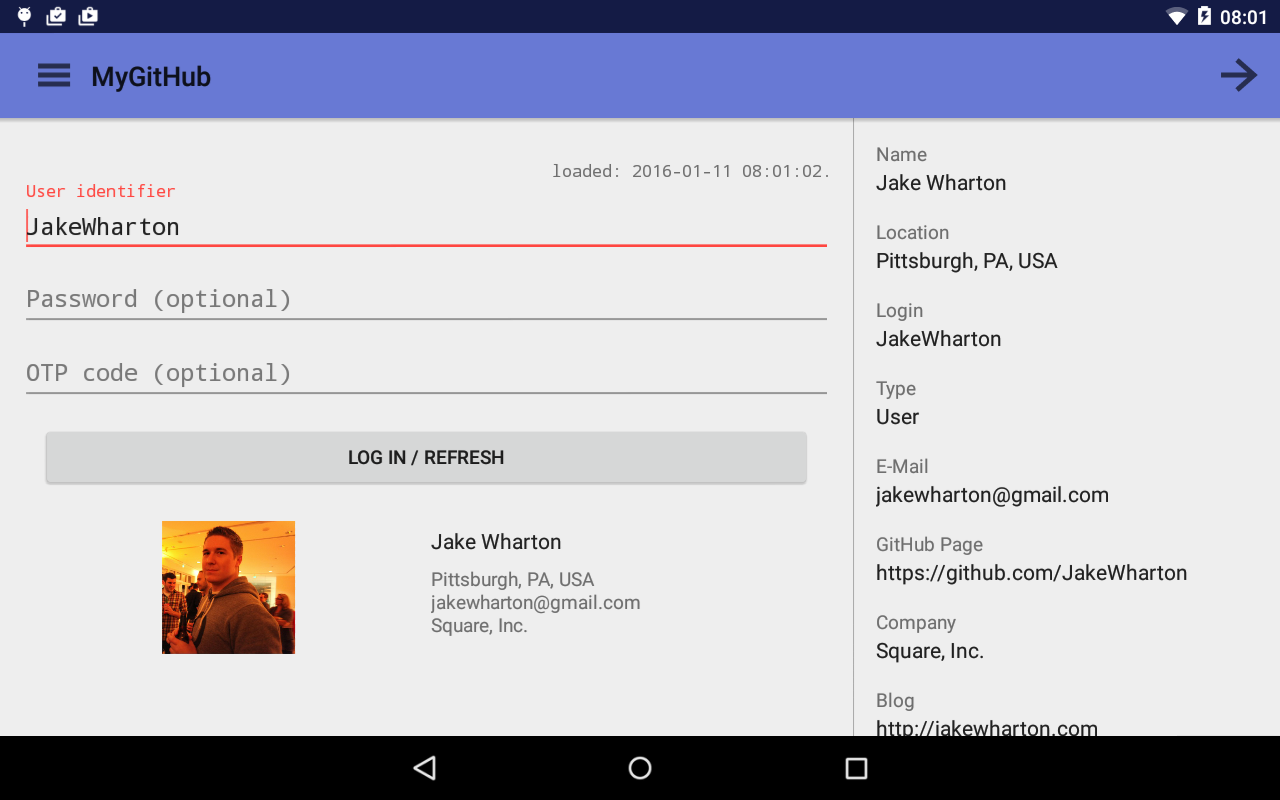 08:01
MyGitHub
loaded: 2016-01-11 08:01:02.
User identifier
JakeWharton
Password (optional)
OTP code (optional)
LOG IN / REFRESH
Jake Wharton
Pittsburgh, PA, USA
jakewharton@gmail.com
Square, Inc.
Name
Jake Wharton
Location
Pittsburgh, PA, USA
Login
JakeWharton
Type
User
E-Mail
jakewharton@gmail.com
GitHub Page
https://github.com/JakeWharton
Company
Square, Inc.
Blog
http://jakewharton.com